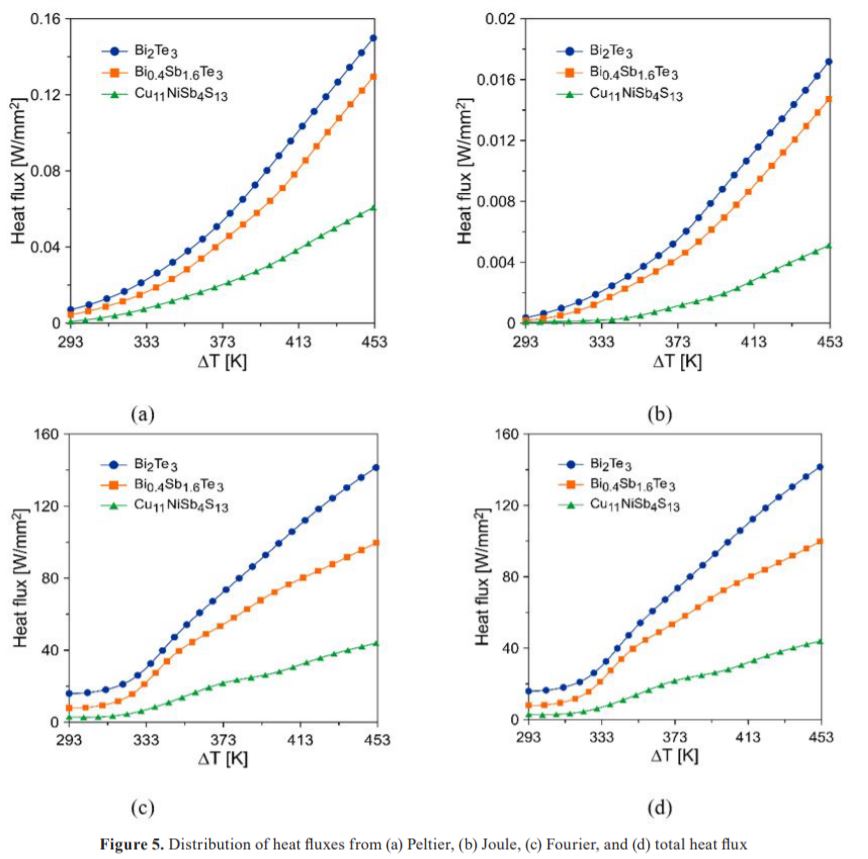 0.16
0.12
0.08
0.04
0
Heat flux [W/mm²]
Bi₂Te₃
Bi₀.₄Sb₁.₆Te₃
Cu₁₁NiSb₄S₁₃
293 333 373 413 453
ΔT [K]
(a)
0.02
0.016
0.012
0.008
0.004
0
Heat flux [W/mm²]
Bi₂Te₃
Bi₀.₄Sb₁.₆Te₃
Cu₁₁NiSb₄S₁₃
293 333 373 413 453
ΔT [K]
(b)
160
120
80
40
0
Heat flux [W/mm²]
Bi₂Te₃
Bi₀.₄Sb₁.₆Te₃
Cu₁₁NiSb₄S₁₃
293 333 373 413 453
ΔT [K]
(c)
160
120
80
40
0
Heat flux [W/mm²]
Bi₂Te₃
Bi₀.₄Sb₁.₆Te₃
Cu₁₁NiSb₄S₁₃
293 333 373 413 453
ΔT [K]
(d)
Figure 5. Distribution of heat fluxes from (a) Peltier, (b) Joule, (c) Fourier, and (d) total heat flux